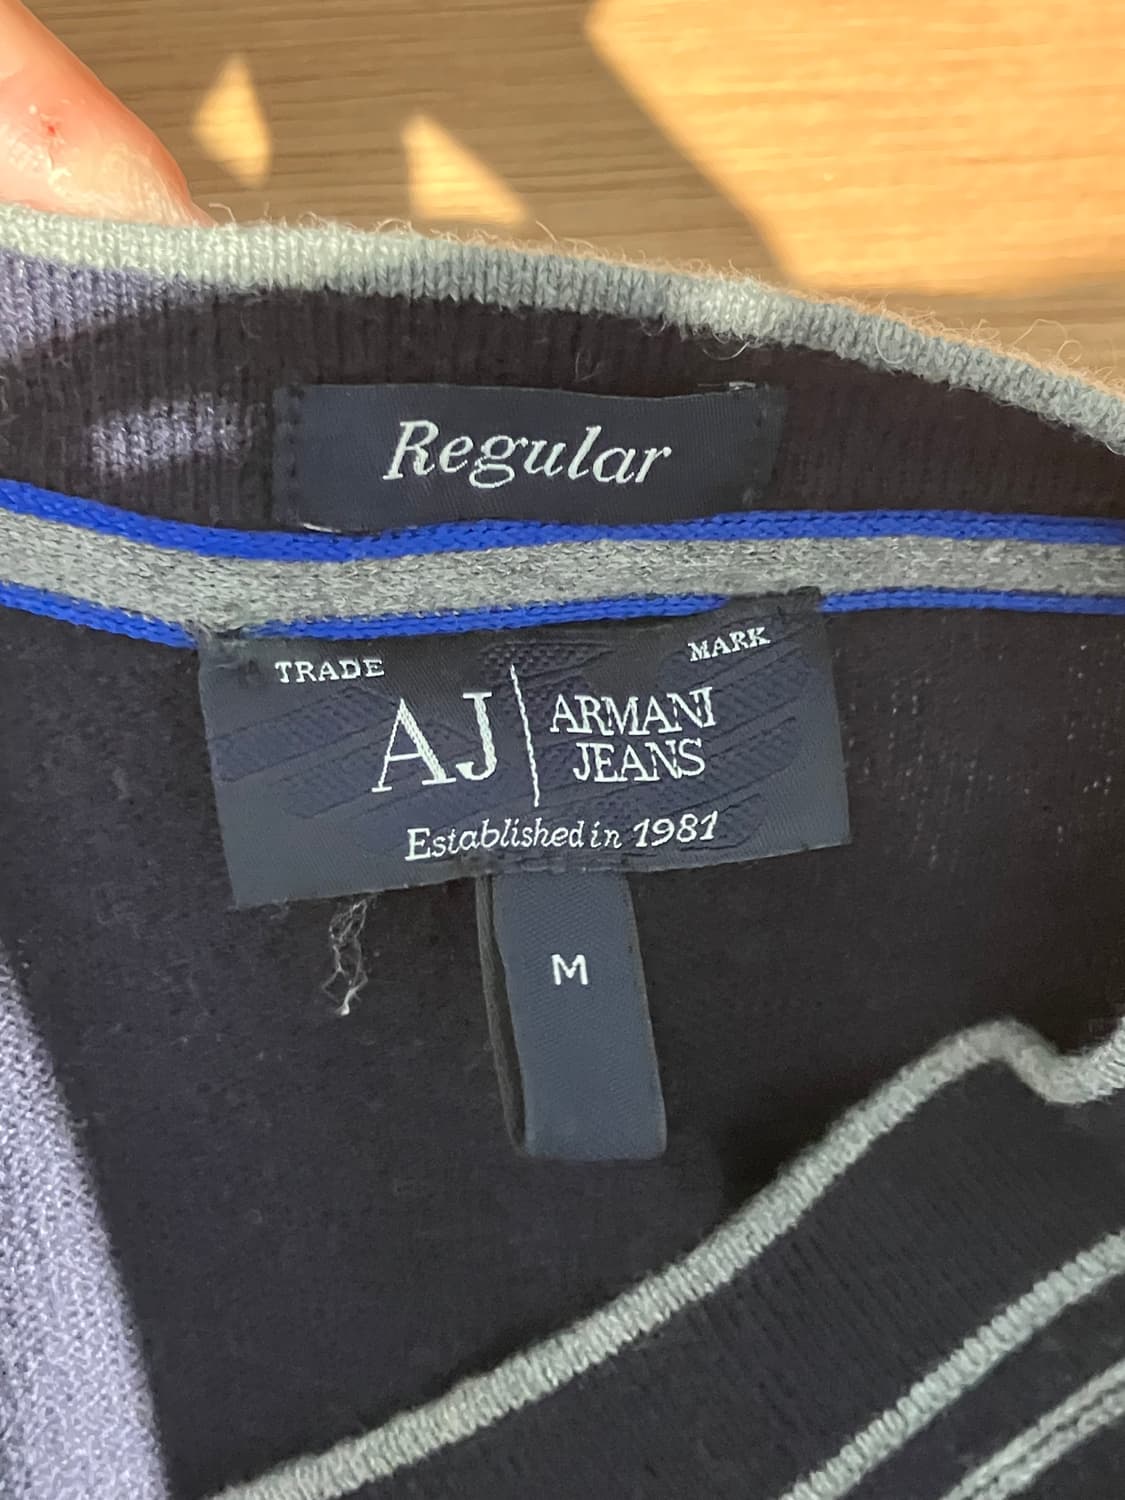 Regular
TRADE MARK
AJ ARMANI
JEANS
Established in 1981
M